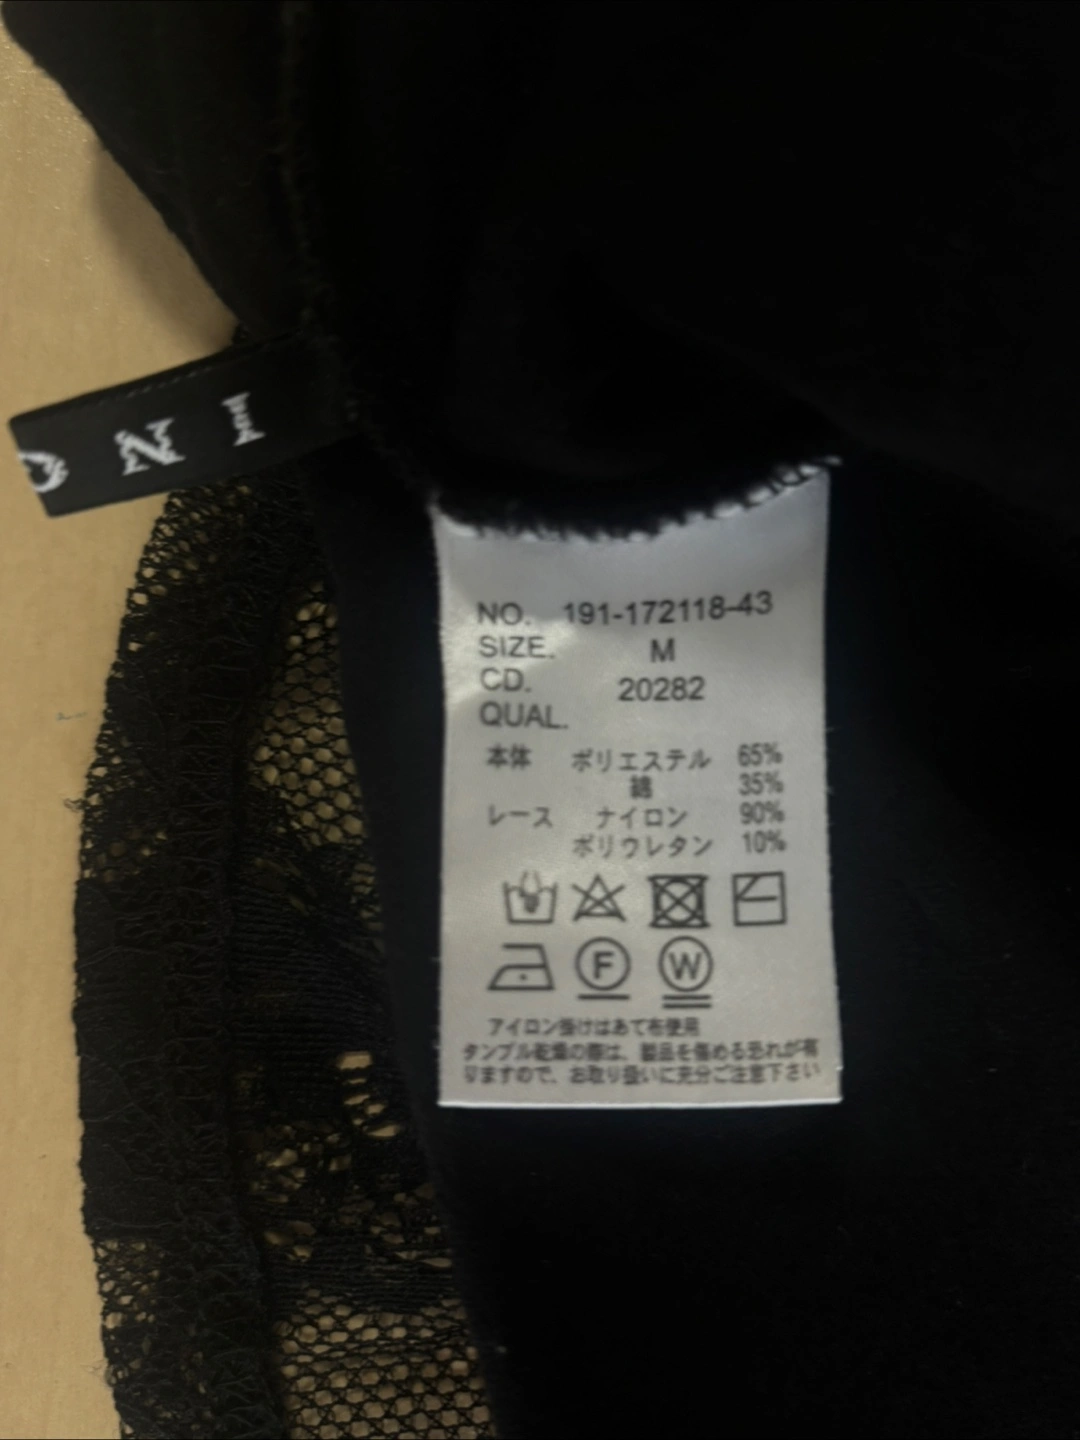 NO. 191-172118-43
SIZE. M
CD. 20282
QUAL.
本体 ポリエステル 65%
綿 35%
レース ナイロン 90%
ポリウレタン 10%
F W
アイロン掛けはあて布使用
タンブル乾燥の際は、製品を傷める恐れが有
りますので、お取り扱いに充分ご注意下さい